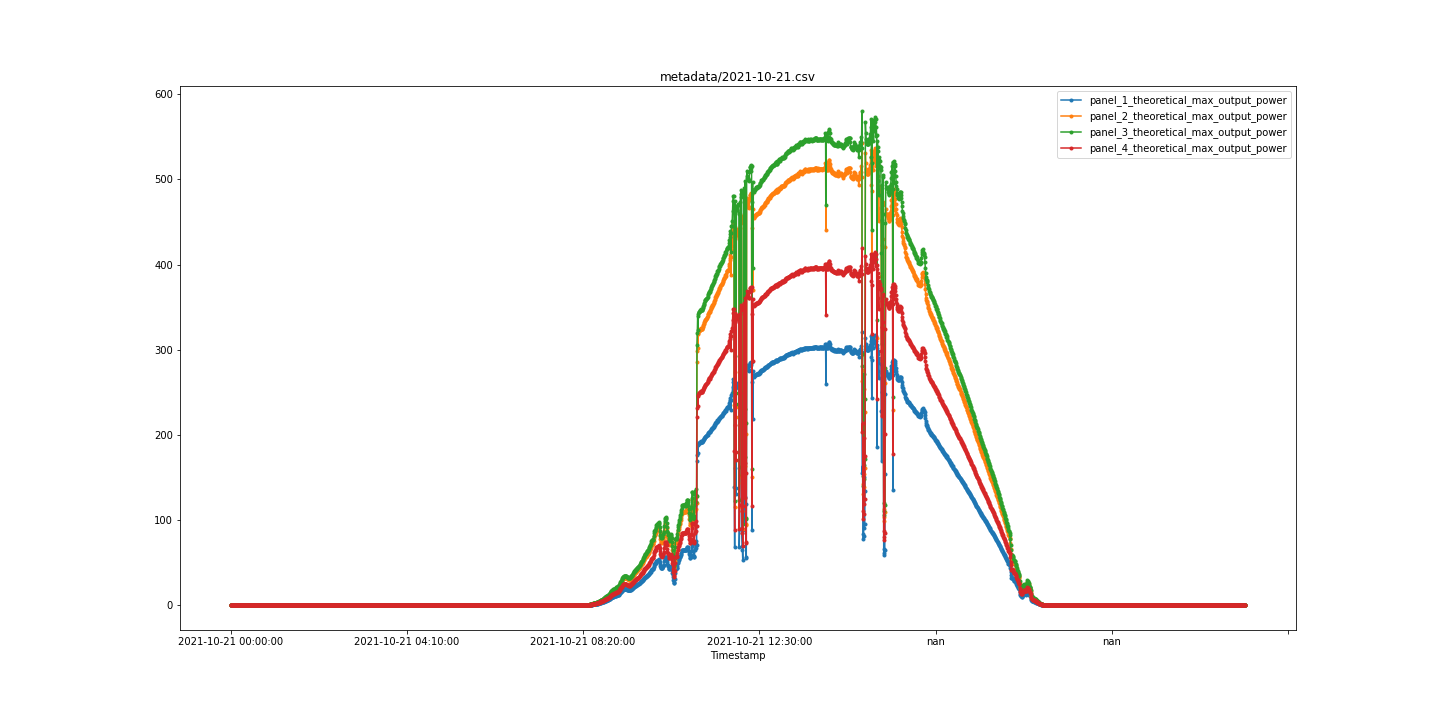 metadata/2021-10-21.csv
panel_1_theoretical_max_output_power
panel_2_theoretical_max_output_power
panel_3_theoretical_max_output_power
panel_4_theoretical_max_output_power
600
500
400
300
200
100
0
2021-10-21 00:00:00 2021-10-21 04:10:00 2021-10-21 08:20:00 2021-10-21 12:30:00 nan nan
Timestamp